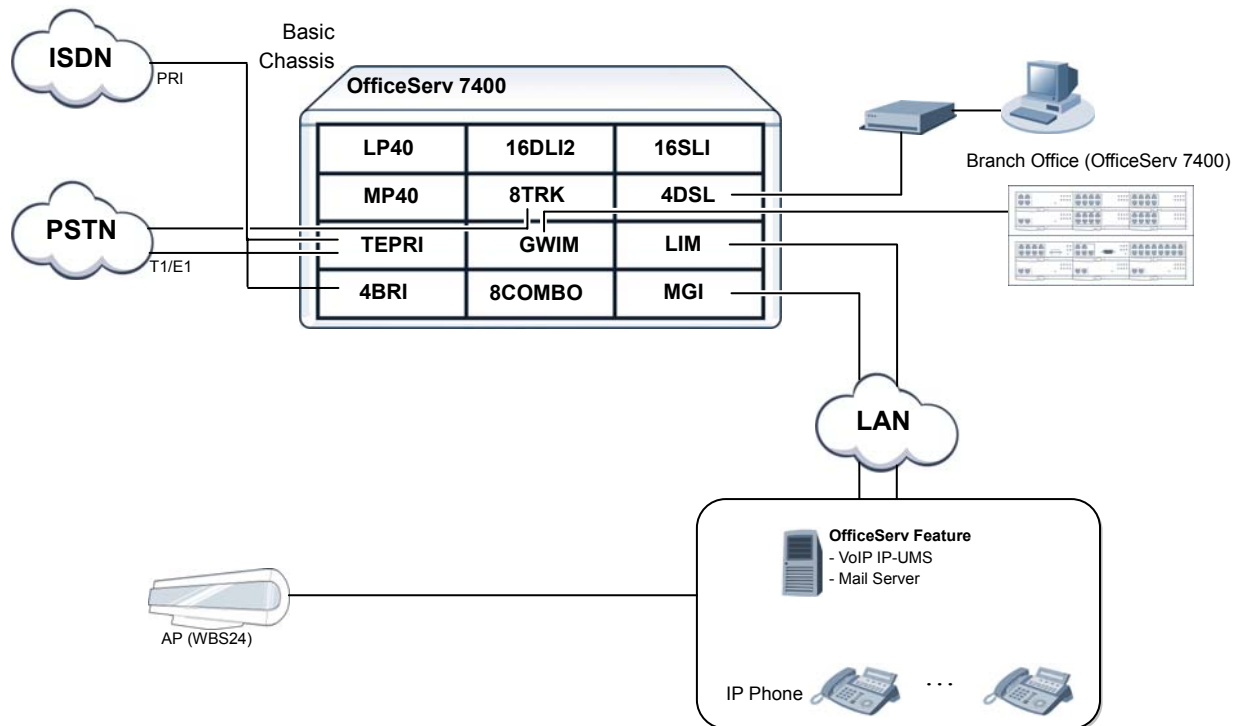 Basic
Chassis
ISDN
PRI
OfficeServ 7400
LP40 16DLI2 16SLI
MP40 8TRK 4DSL
TEPRI GWIM LIM
4BRI 8COMBO MGI
Branch Office (OfficeServ 7400)
PSTN
T1/E1
LAN
OfficeServ Feature
- VoIP IP-UMS
- Mail Server
AP (WBS24)
IP Phone ...